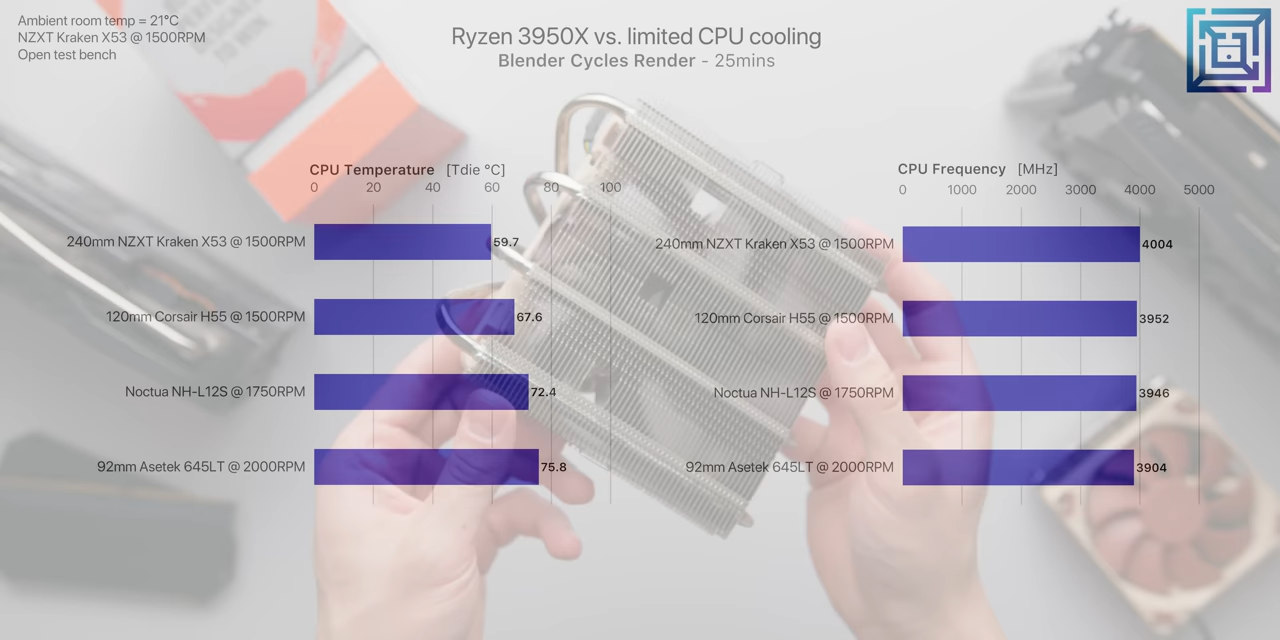 Ambient room temp = 21°C
NZXT Kraken X53 @ 1500RPM
Open test bench
Ryzen 3950X vs. limited CPU cooling
Blender Cycles Render - 25mins
CPU Temperature [Tdie °C]
0 20 40 60 80 100
240mm NZXT Kraken X53 @ 1500RPM 59.7
120mm Corsair H55 @ 1500RPM 67.6
Noctua NH-L12S @ 1750RPM 72.4
92mm Asetek 645LT @ 2000RPM 75.8
CPU Frequency [MHz]
0 1000 2000 3000 4000 5000
240mm NZXT Kraken X53 @ 1500RPM 4004
120mm Corsair H55 @ 1500RPM 3952
Noctua NH-L12S @ 1750RPM 3946
92mm Asetek 645LT @ 2000RPM 3904